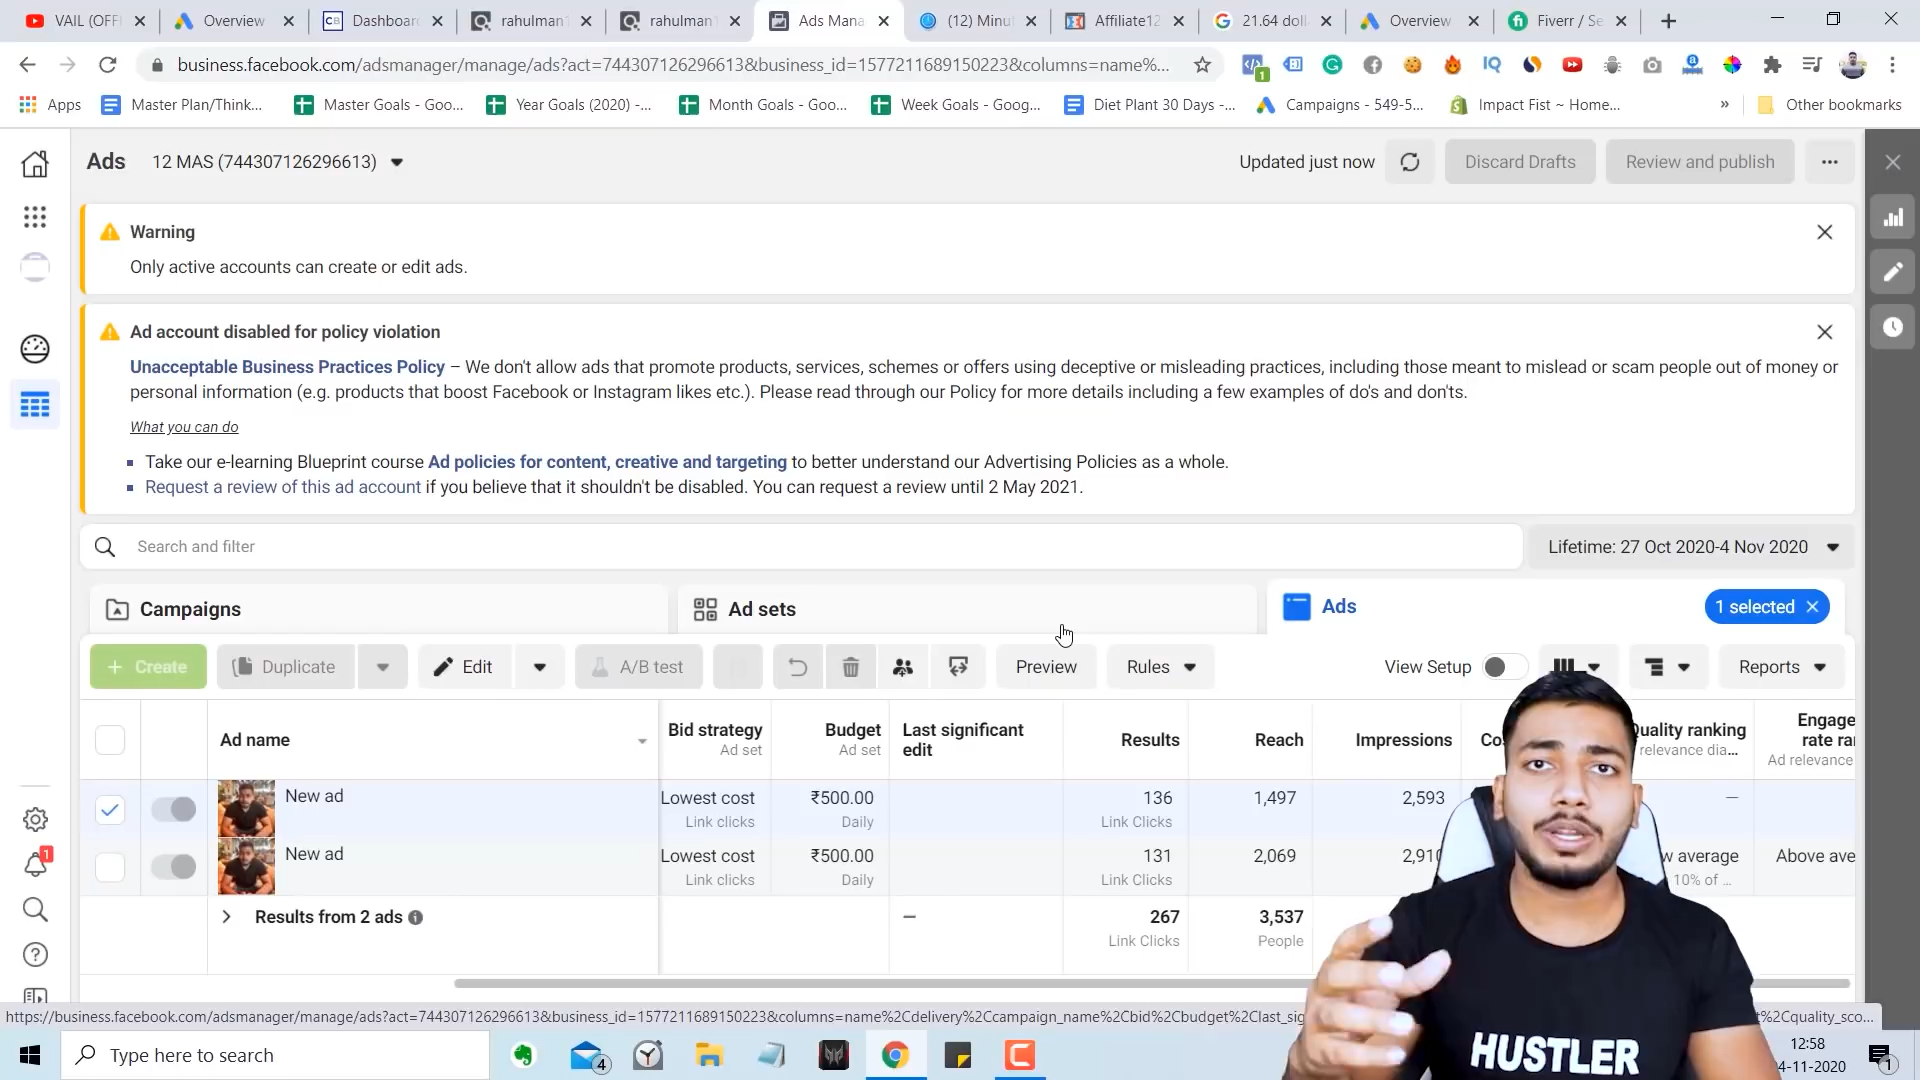 VAIL (OFFI
Overview
Dashboar
rahulman1
rahulman1
Ads Mana
(12) Minut
Affiliate12
21.64 doll
Overview
Fiverr / Se
business.facebook.com/adsmanager/manage/ads?act=744307126296613&business_id=1577211689150223&columns=name%...
Apps
Master Plan/Think...
Master Goals - Goo...
Year Goals (2020) -...
Month Goals - Goo...
Week Goals - Goog...
Diet Plant 30 Days -...
Campaigns - 549-5...
Impact Fist ~ Home...
Other bookmarks
Ads
12 MAS (744307126296613)
Updated just now
Discard Drafts
Review and publish
Warning
Only active accounts can create or edit ads.
Ad account disabled for policy violation
Unacceptable Business Practices Policy – We don't allow ads that promote products, services, schemes or offers using deceptive or misleading practices, including those meant to mislead or scam people out of money or
personal information (e.g. products that boost Facebook or Instagram likes etc.). Please read through our Policy for more details including a few examples of do's and don'ts.
What you can do
Take our e-learning Blueprint course Ad policies for content, creative and targeting to better understand our Advertising Policies as a whole.
Request a review of this ad account if you believe that it shouldn't be disabled. You can request a review until 2 May 2021.
Search and filter
Lifetime: 27 Oct 2020-4 Nov 2020
Campaigns
Ad sets
Ads
1 selected
+ Create
Duplicate
Edit
A/B test
Preview
Rules
View Setup
Reports
Ad name
Bid strategy
Ad set
Budget
Ad set
Last significant
edit
Results
Reach
Impressions
Quality ranking
relevance dia...
Engage
rate ra
Ad relevance
New ad
Lowest cost
Link clicks
₹500.00
Daily
136
Link Clicks
1,497
2,593
—
New ad
Lowest cost
Link clicks
₹500.00
Daily
131
Link Clicks
2,069
2,910
w average
10% of ...
Above ave
Results from 2 ads
—
267
Link Clicks
3,537
People
1
https://business.facebook.com/adsmanager/manage/ads?act=744307126296613&business_id=1577211689150223&columns=name%2Cdelivery%2Ccampaign_name%2Cbid%2Cbudget%2Clast_sig
t%2Cquality_sco...
HUSTLER
Type here to search
4
12:58
4-11-2020
1